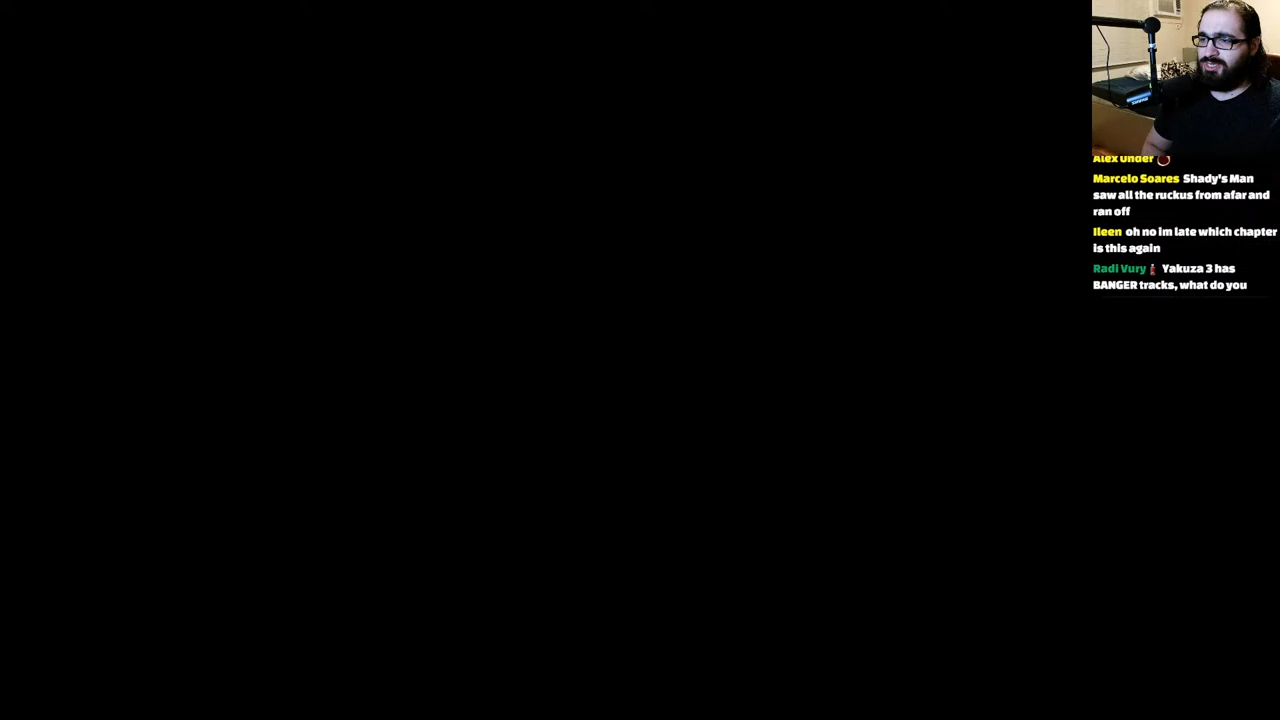 Alex Under
Marcelo Soares Shady's Man
saw all the ruckus from afar and
ran off
Ileen oh no im late which chapter
is this again
Radi Vury Yakuza 3 has
BANGER tracks, what do you